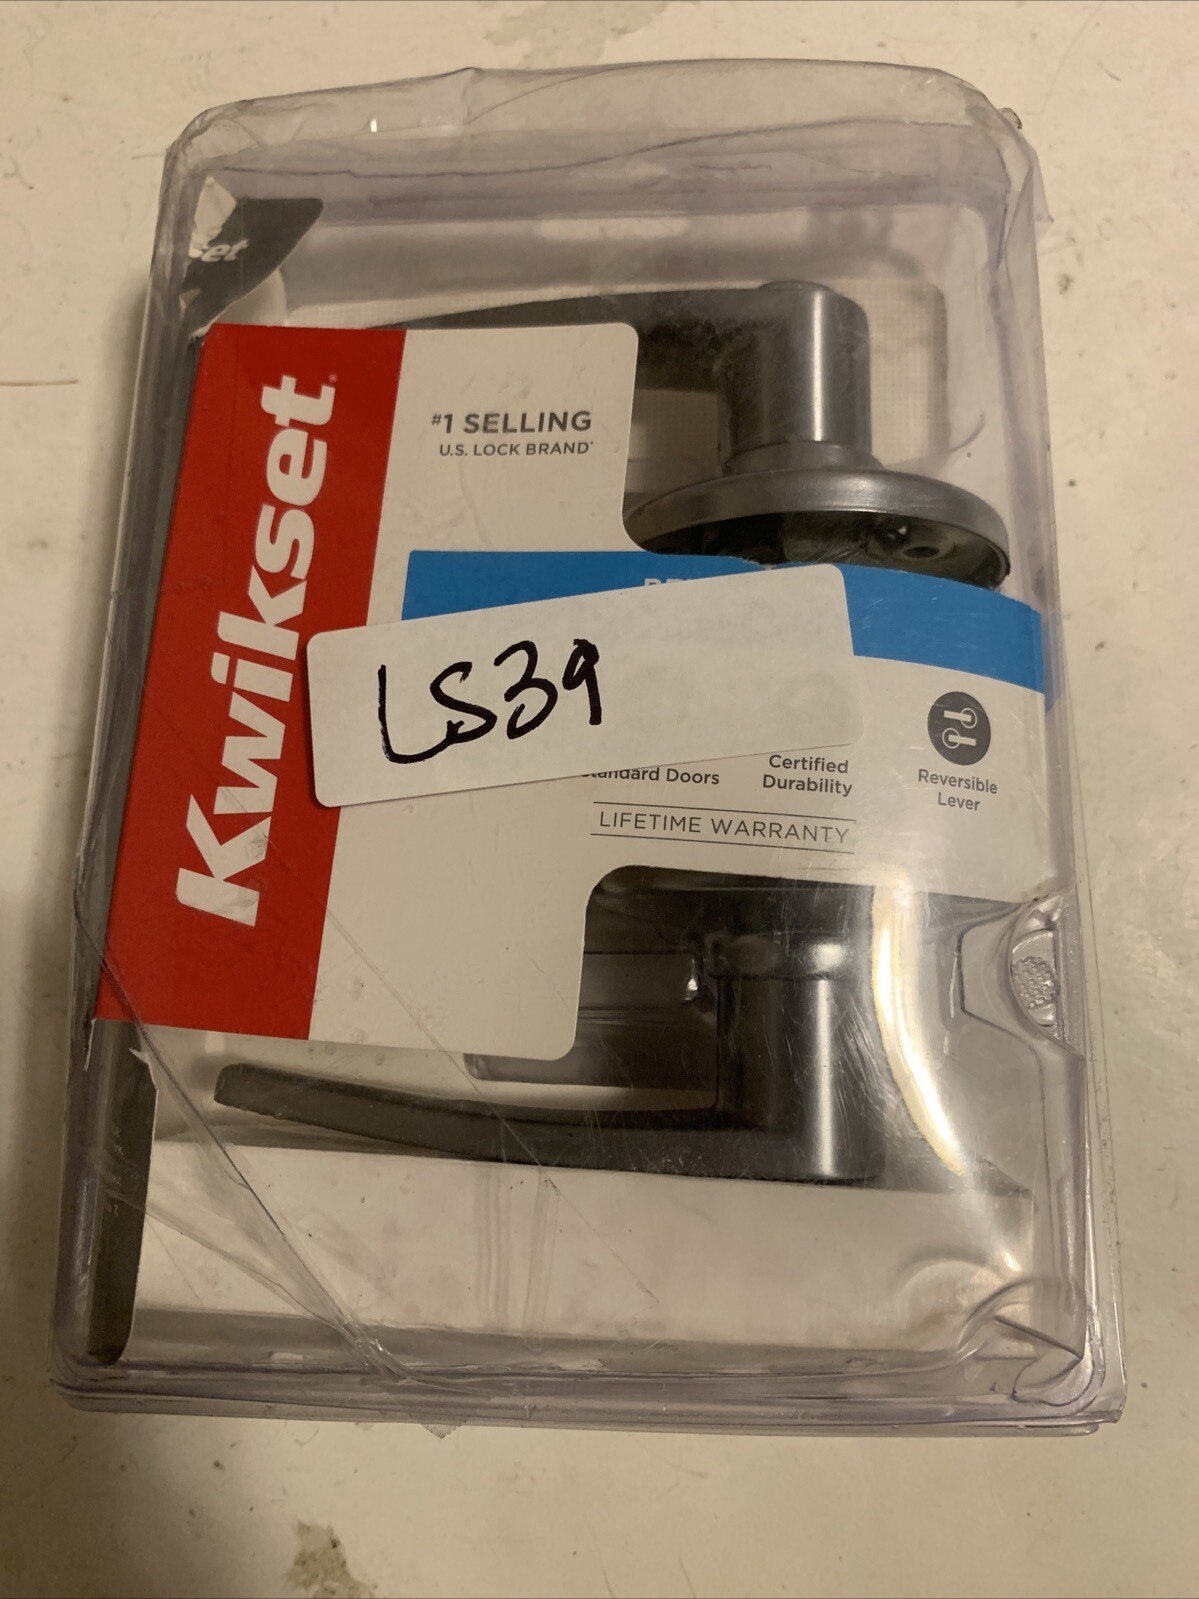 Kwikset
#1 SELLING
U.S. LOCK BRAND*
LS39
Standard Doors
Certified
Durability
Reversible
Lever
LIFETIME WARRANTY